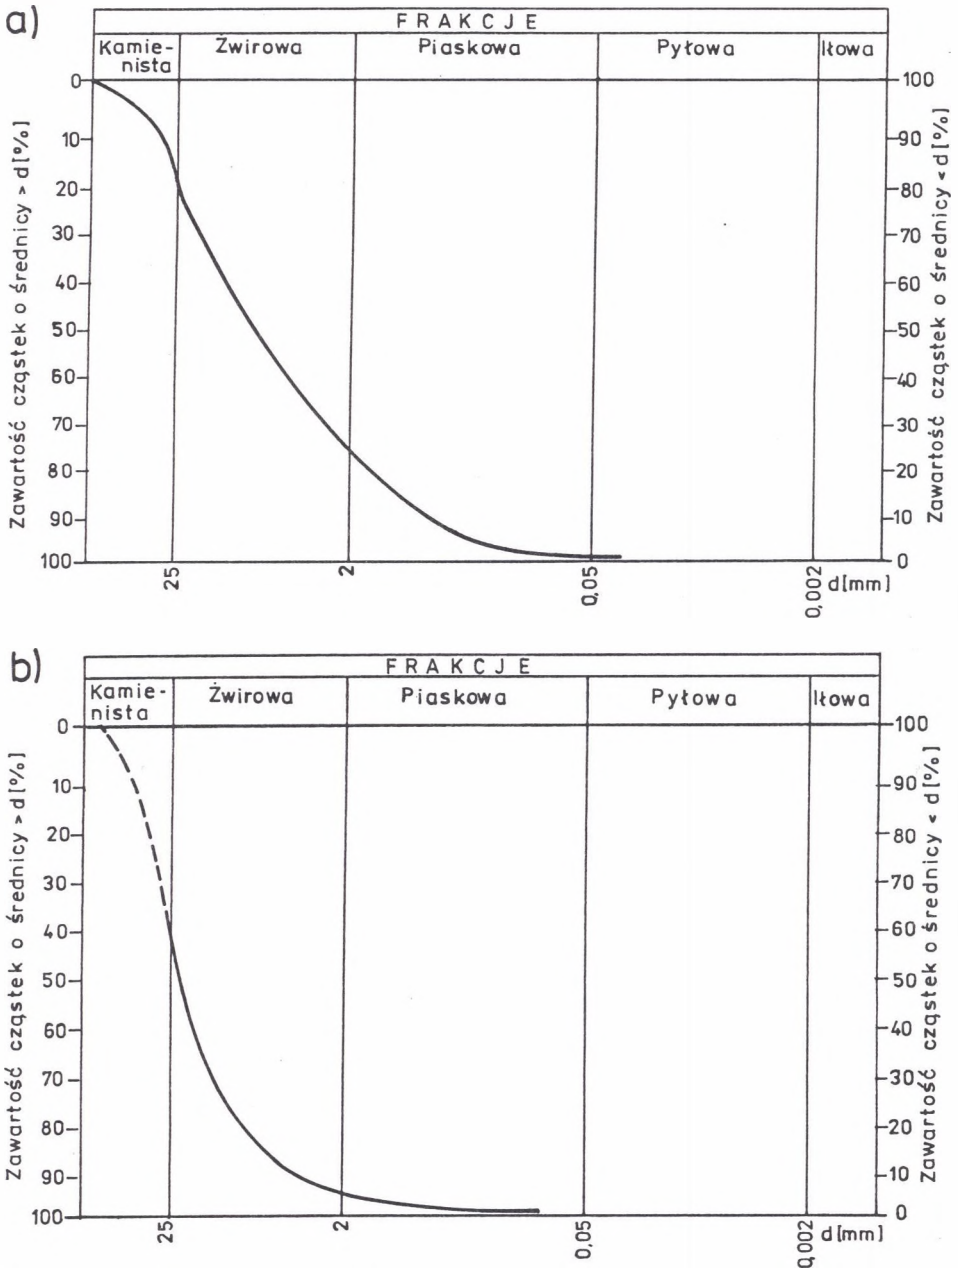 a)
FRAKCJE
Kamie-
nista
Żwirowa
Piaskowa
Pyłowa
Iłowa
0
10
20
30
40
50
60
70
80
90
100
Zawartość cząstek o średnicy > d[%]
100
90
80
70
60
50
40
30
20
10
0
Zawartość cząstek o średnicy < d[%]
25
2
0,05
0,002
d[mm]
b)
FRAKCJE
Kamie-
nista
Żwirowa
Piaskowa
Pyłowa
Iłowa
0
10
20
30
40
50
60
70
80
90
100
Zawartość cząstek o średnicy > d[%]
100
90
80
70
60
50
40
30
20
10
0
Zawartość cząstek o średnicy < d[%]
25
2
0,05
0,002
d[mm]